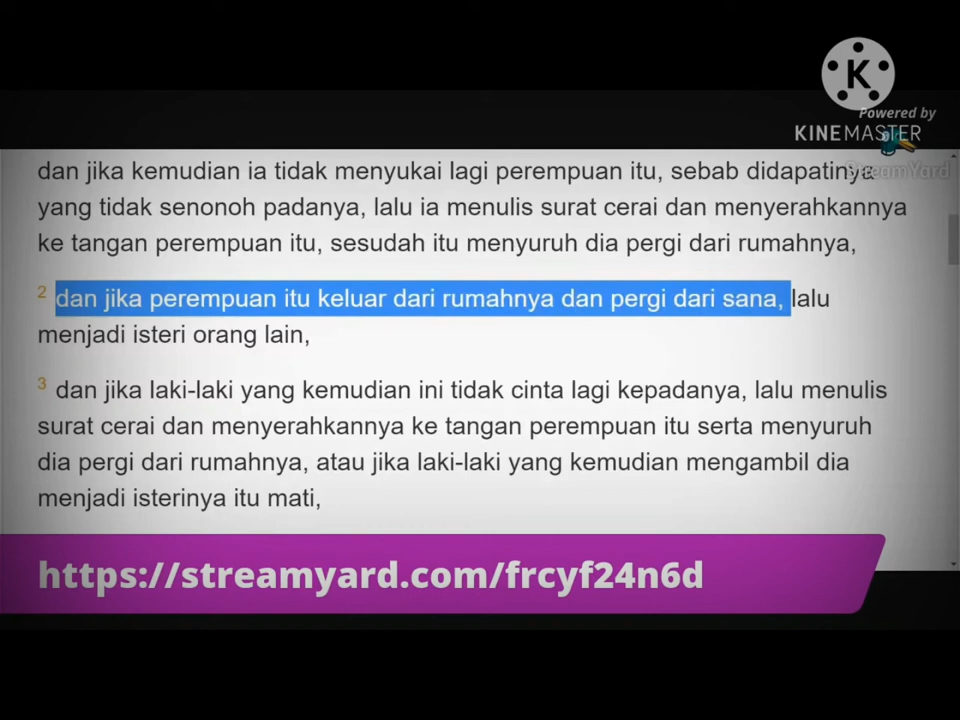 K
Powered by
KINEMASTER
StreamYard
dan jika kemudian ia tidak menyukai lagi perempuan itu, sebab didapatinya
yang tidak senonoh padanya, lalu ia menulis surat cerai dan menyerahkannya
ke tangan perempuan itu, sesudah itu menyuruh dia pergi dari rumahnya,
2 dan jika perempuan itu keluar dari rumahnya dan pergi dari sana, lalu
menjadi isteri orang lain,
3 dan jika laki-laki yang kemudian ini tidak cinta lagi kepadanya, lalu menulis
surat cerai dan menyerahkannya ke tangan perempuan itu serta menyuruh
dia pergi dari rumahnya, atau jika laki-laki yang kemudian mengambil dia
menjadi isterinya itu mati,
https://streamyard.com/frcyf24n6d